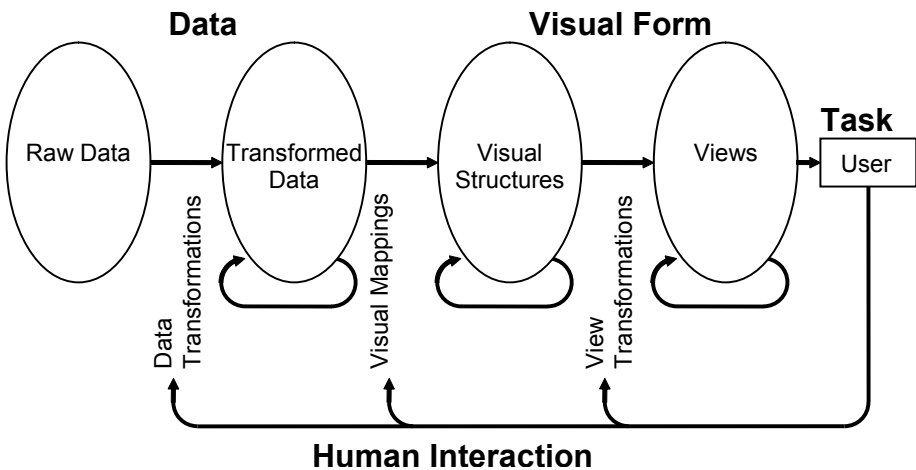 Data
Visual Form
Task
Raw Data
Transformed
Data
Visual
Structures
Views
User
Data
Transformations
Visual Mappings
View
Transformations
Human Interaction